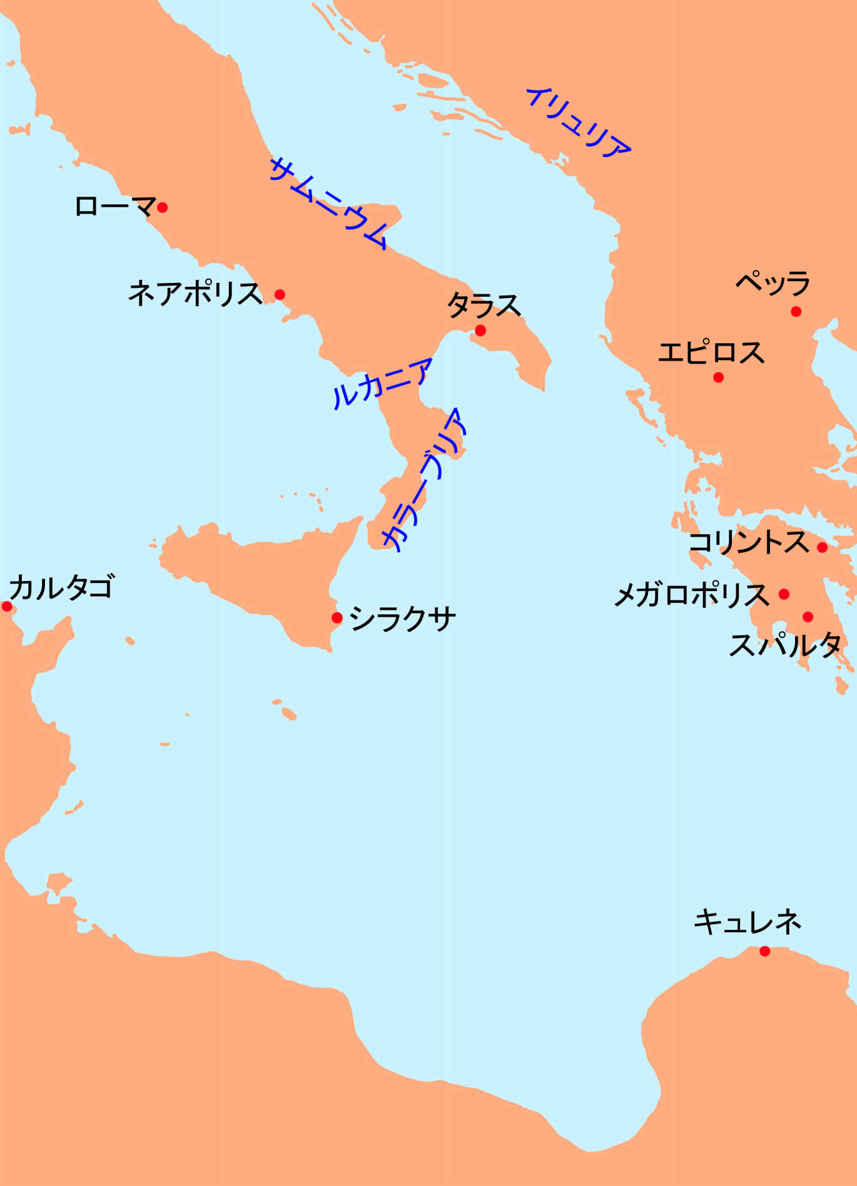 イリュリア
サムニウム
ローマ
ネアポリス
タラス
ペッラ
エピロス
ルカニア
カラーブリア
コリントス
カルタゴ
メガロポリス
シラクサ
スパルタ
キュレネ